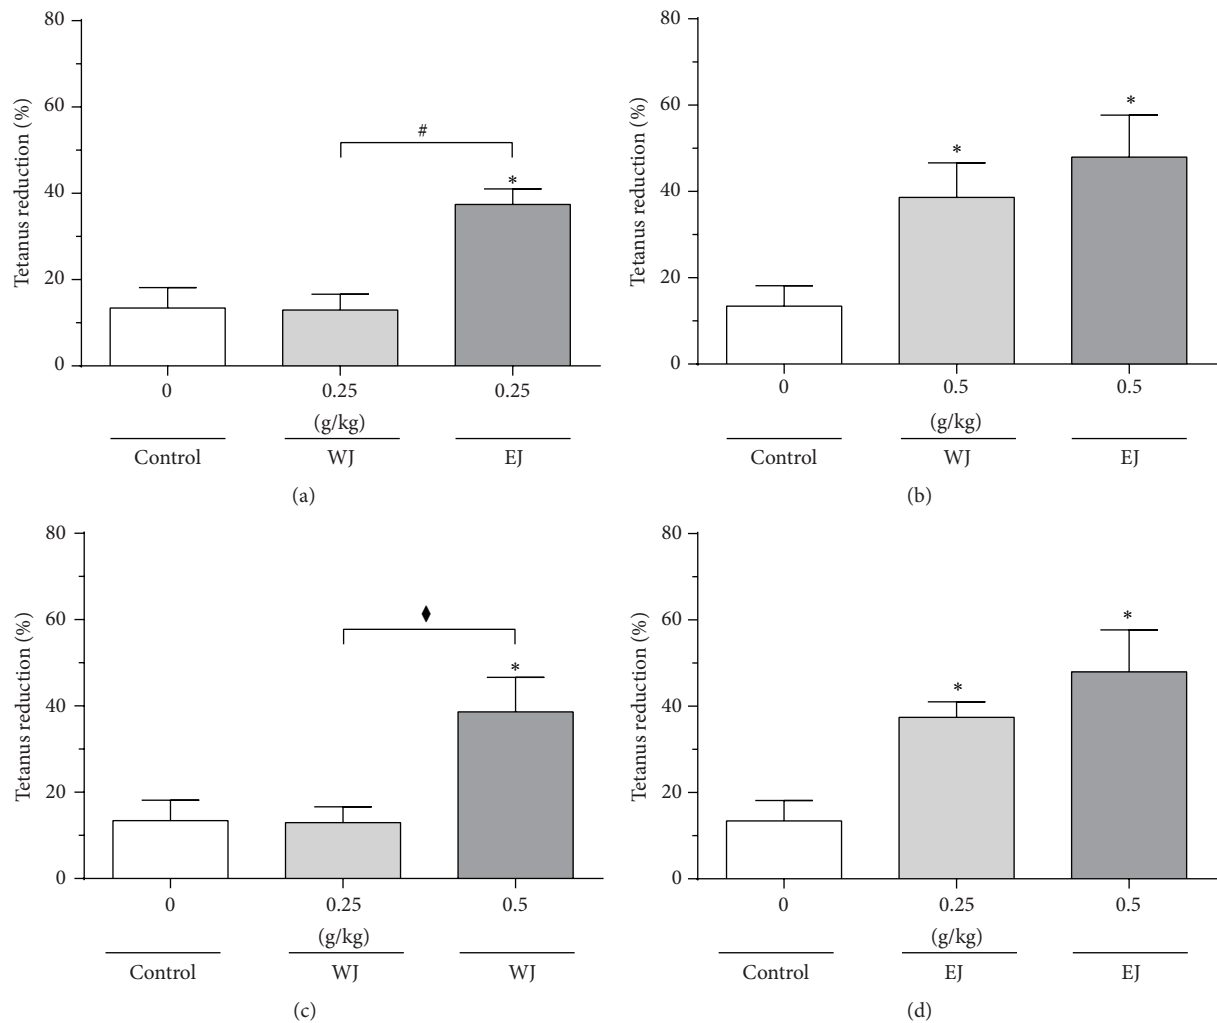 80
60
40
20
0
Tetanus reduction (%)
#
*
0
0.25
0.25
(g/kg)
Control
WJ
EJ
(a)
80
60
40
20
0
Tetanus reduction (%)
*
*
0
0.5
0.5
(g/kg)
Control
WJ
EJ
(b)
80
60
40
20
0
Tetanus reduction (%)
♦
*
0
0.25
0.5
(g/kg)
Control
WJ
WJ
(c)
80
60
40
20
0
Tetanus reduction (%)
*
*
0
0.25
0.5
(g/kg)
Control
EJ
EJ
(d)